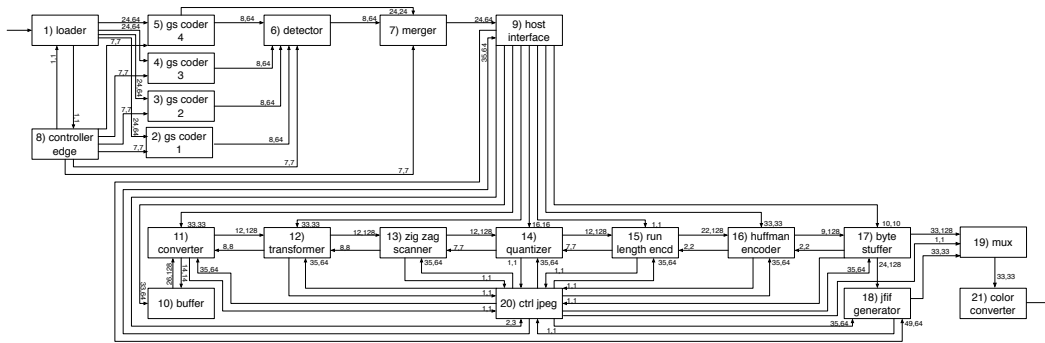 24,24
24,64
5) gs coder
4
8,64
6) detector
8,64
7) merger
24,64
9) host
interface
1) loader
24,64
7,7
35,64
1,1
4) gs coder
3
8,64
7,7
24,64
3) gs coder
2
8,64
1,1
7,7
24,64
8) controller
edge
2) gs coder
1
8,64
7,7
7,7
7,7
33,33
33,33
16,16
1,1
33,33
10,10
11)
converter
12,128
8,8
12)
transformer
12,128
8,8
13) zig zag
scanner
12,128
7,7
14)
quantizer
12,128
7,7
15) run
length encd
22,128
2,2
16) huffman
encoder
9,128
2,2
17) byte
stuffer
33,128
1,1
33,33
19) mux
26,128
14,14
35,64
35,64
35,64
1,1
35,64
35,64
35,64
35,64
24,128
33,33
1,1
1,1
33,64
10) buffer
1,1
1,1
20) ctrl jpeg
1,1
1,1
18) jfif
generator
21) color
converter
2,3
1,1
35,64
49,64